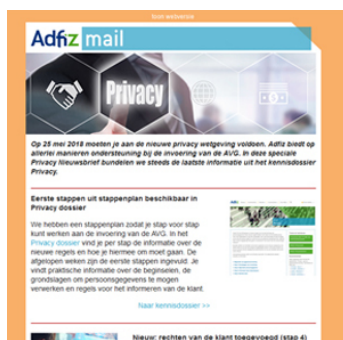 toon webversie
Adfiz mail
Privacy
Op 25 mei 2018 moeten je aan de nieuwe privacy wetgeving voldoen. Adfiz biedt op
allerlei manieren ondersteuning bij de invoering van de AVG. In deze speciale
Privacy Nieuwsbrief bundelen we steeds de laatste informatie uit het kennisdossier
Privacy.
Eerste stappen uit stappenplan beschikbaar in
Privacy dossier
We hebben een stappenplan zodat je stap voor stap
kunt werken aan de invoering van de AVG. In het
Privacy dossier vind je per stap de informatie over de
nieuwe regels en hoe je hiermee om moet gaan. De
afgelopen weken zijn de eerste stappen ingevuld. Je
vindt praktische informatie over de beginselen, de
grondslagen om persoonsgegevens te mogen
verwerken en regels voor het informeren van de klant.
Naar kennisdossier >>
Nieuw: rechten van de klant toegevoegd (stap 4)